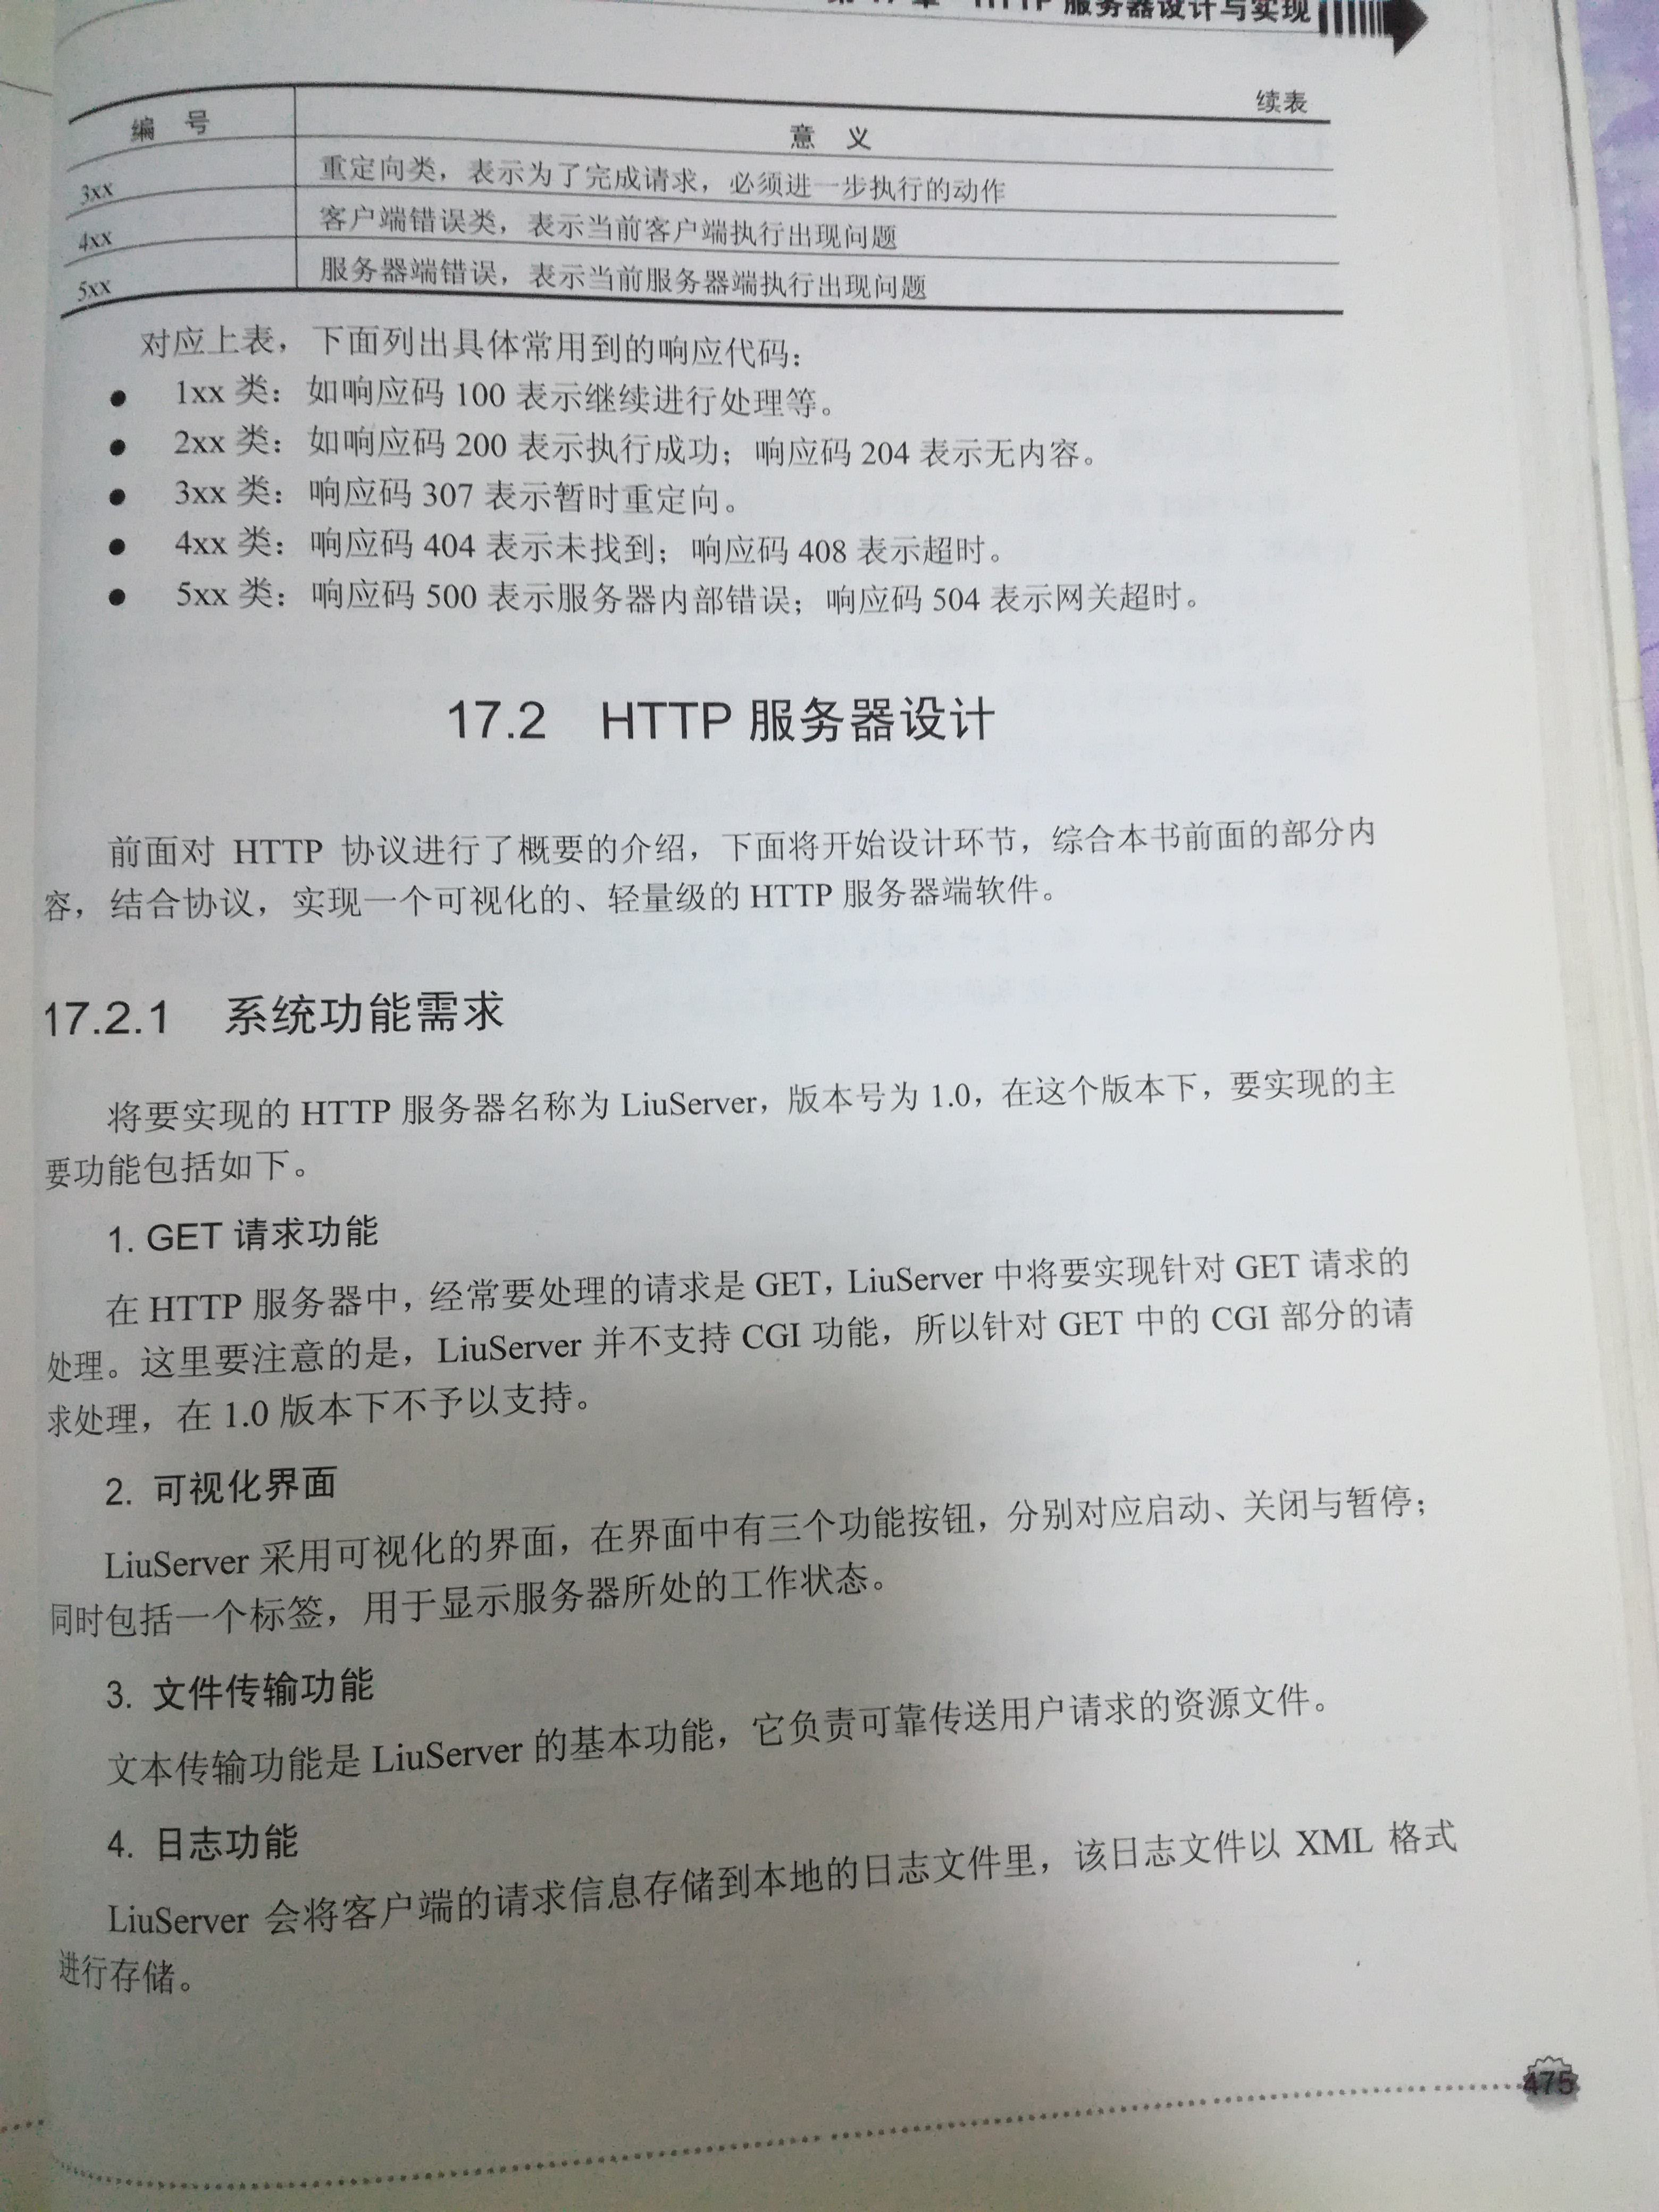 第 17 章 HTTP 服务器设计与实现
续表
编 号 意 义
3xx 重定向类，表示为了完成请求，必须进一步执行的动作
4xx 客户端错误类，表示当前客户端执行出现问题
5xx 服务器端错误，表示当前服务器端执行出现问题
对应上表，下面列出具体常用到的响应代码：
● 1xx 类：如响应码 100 表示继续进行处理等。
● 2xx 类：如响应码 200 表示执行成功；响应码 204 表示无内容。
● 3xx 类：响应码 307 表示暂时重定向。
● 4xx 类：响应码 404 表示未找到；响应码 408 表示超时。
● 5xx 类：响应码 500 表示服务器内部错误；响应码 504 表示网关超时。
17.2 HTTP 服务器设计
前面对 HTTP 协议进行了概要的介绍，下面将开始设计环节，综合本书前面的部分内
容，结合协议，实现一个可视化的、轻量级的 HTTP 服务器端软件。
17.2.1 系统功能需求
将要实现的 HTTP 服务器名称为 LiuServer，版本号为 1.0，在这个版本下，要实现的主
要功能包括如下。
1. GET 请求功能
在 HTTP 服务器中，经常要处理的请求是 GET，LiuServer 中将要实现针对 GET 请求的
处理。这里要注意的是，LiuServer 并不支持 CGI 功能，所以针对 GET 中的 CGI 部分的请
求处理，在 1.0 版本下不予以支持。
2. 可视化界面
LiuServer 采用可视化的界面，在界面中有三个功能按钮，分别对应启动、关闭与暂停；
同时包括一个标签，用于显示服务器所处的工作状态。
3. 文件传输功能
文本传输功能是 LiuServer 的基本功能，它负责可靠传送用户请求的资源文件。
4. 日志功能
LiuServer 会将客户端的请求信息存储到本地的日志文件里，该日志文件以 XML 格式
进行存储。
475